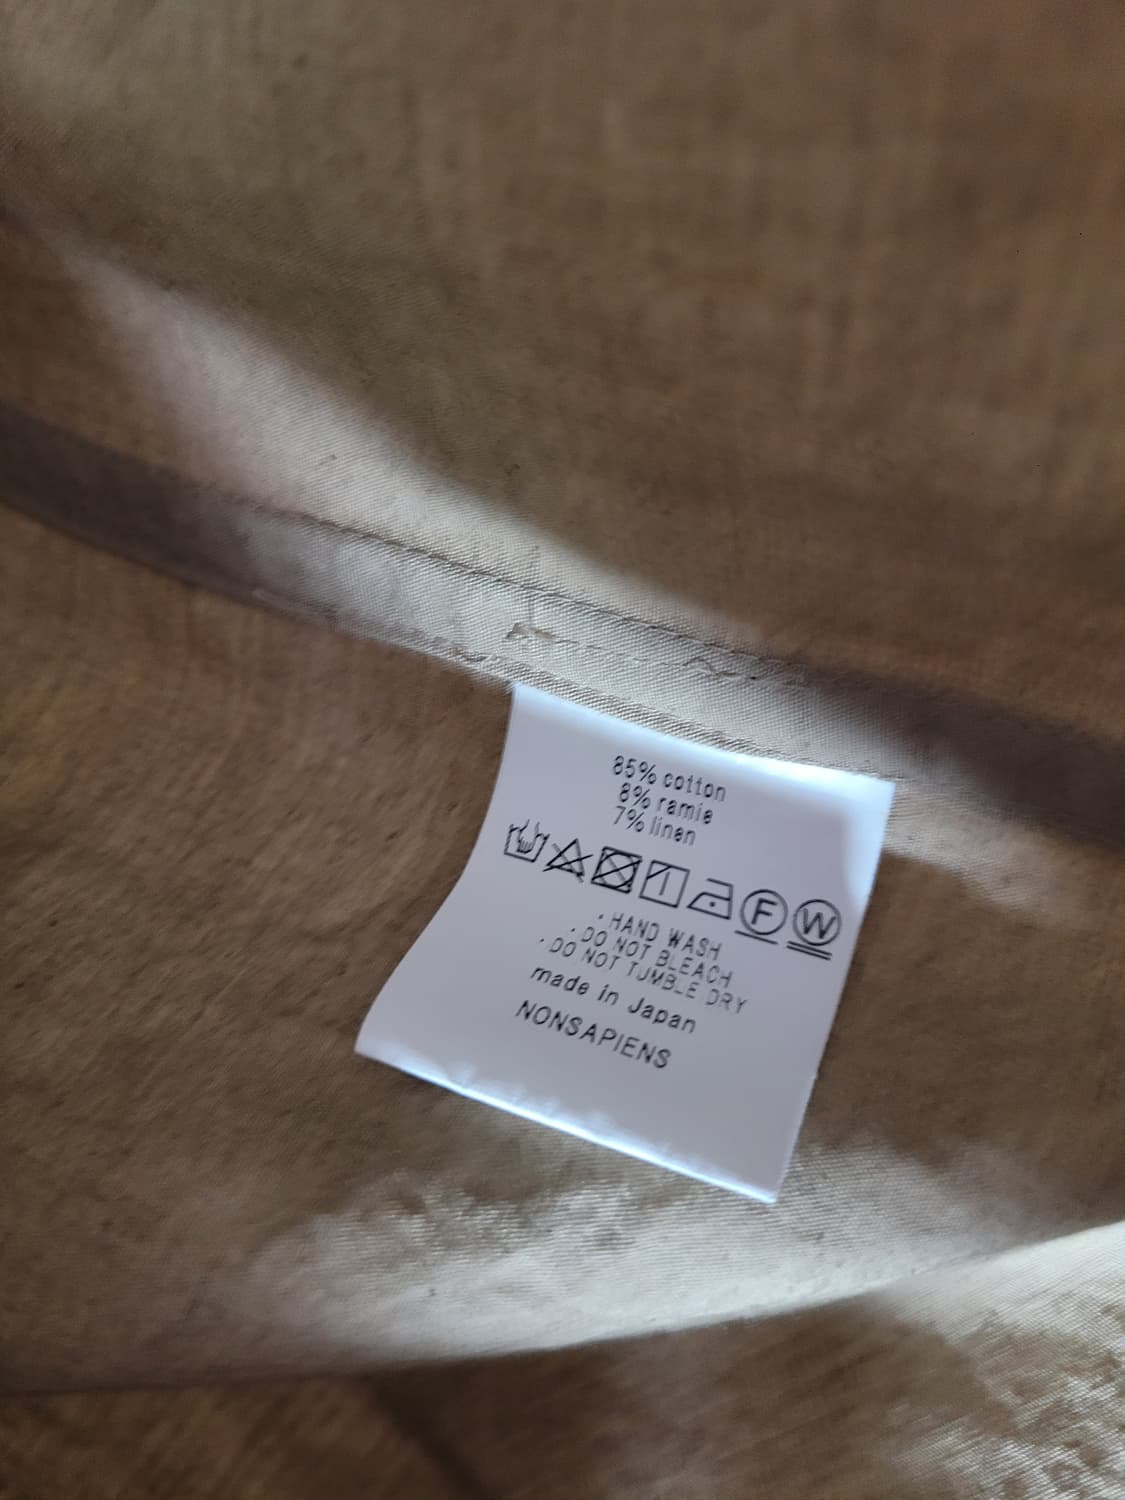 85% cotton
8% ramie
7% linen
F W
· HAND WASH
· DO NOT BLEACH
· DO NOT TUMBLE DRY
made in Japan
NONSAPIENS